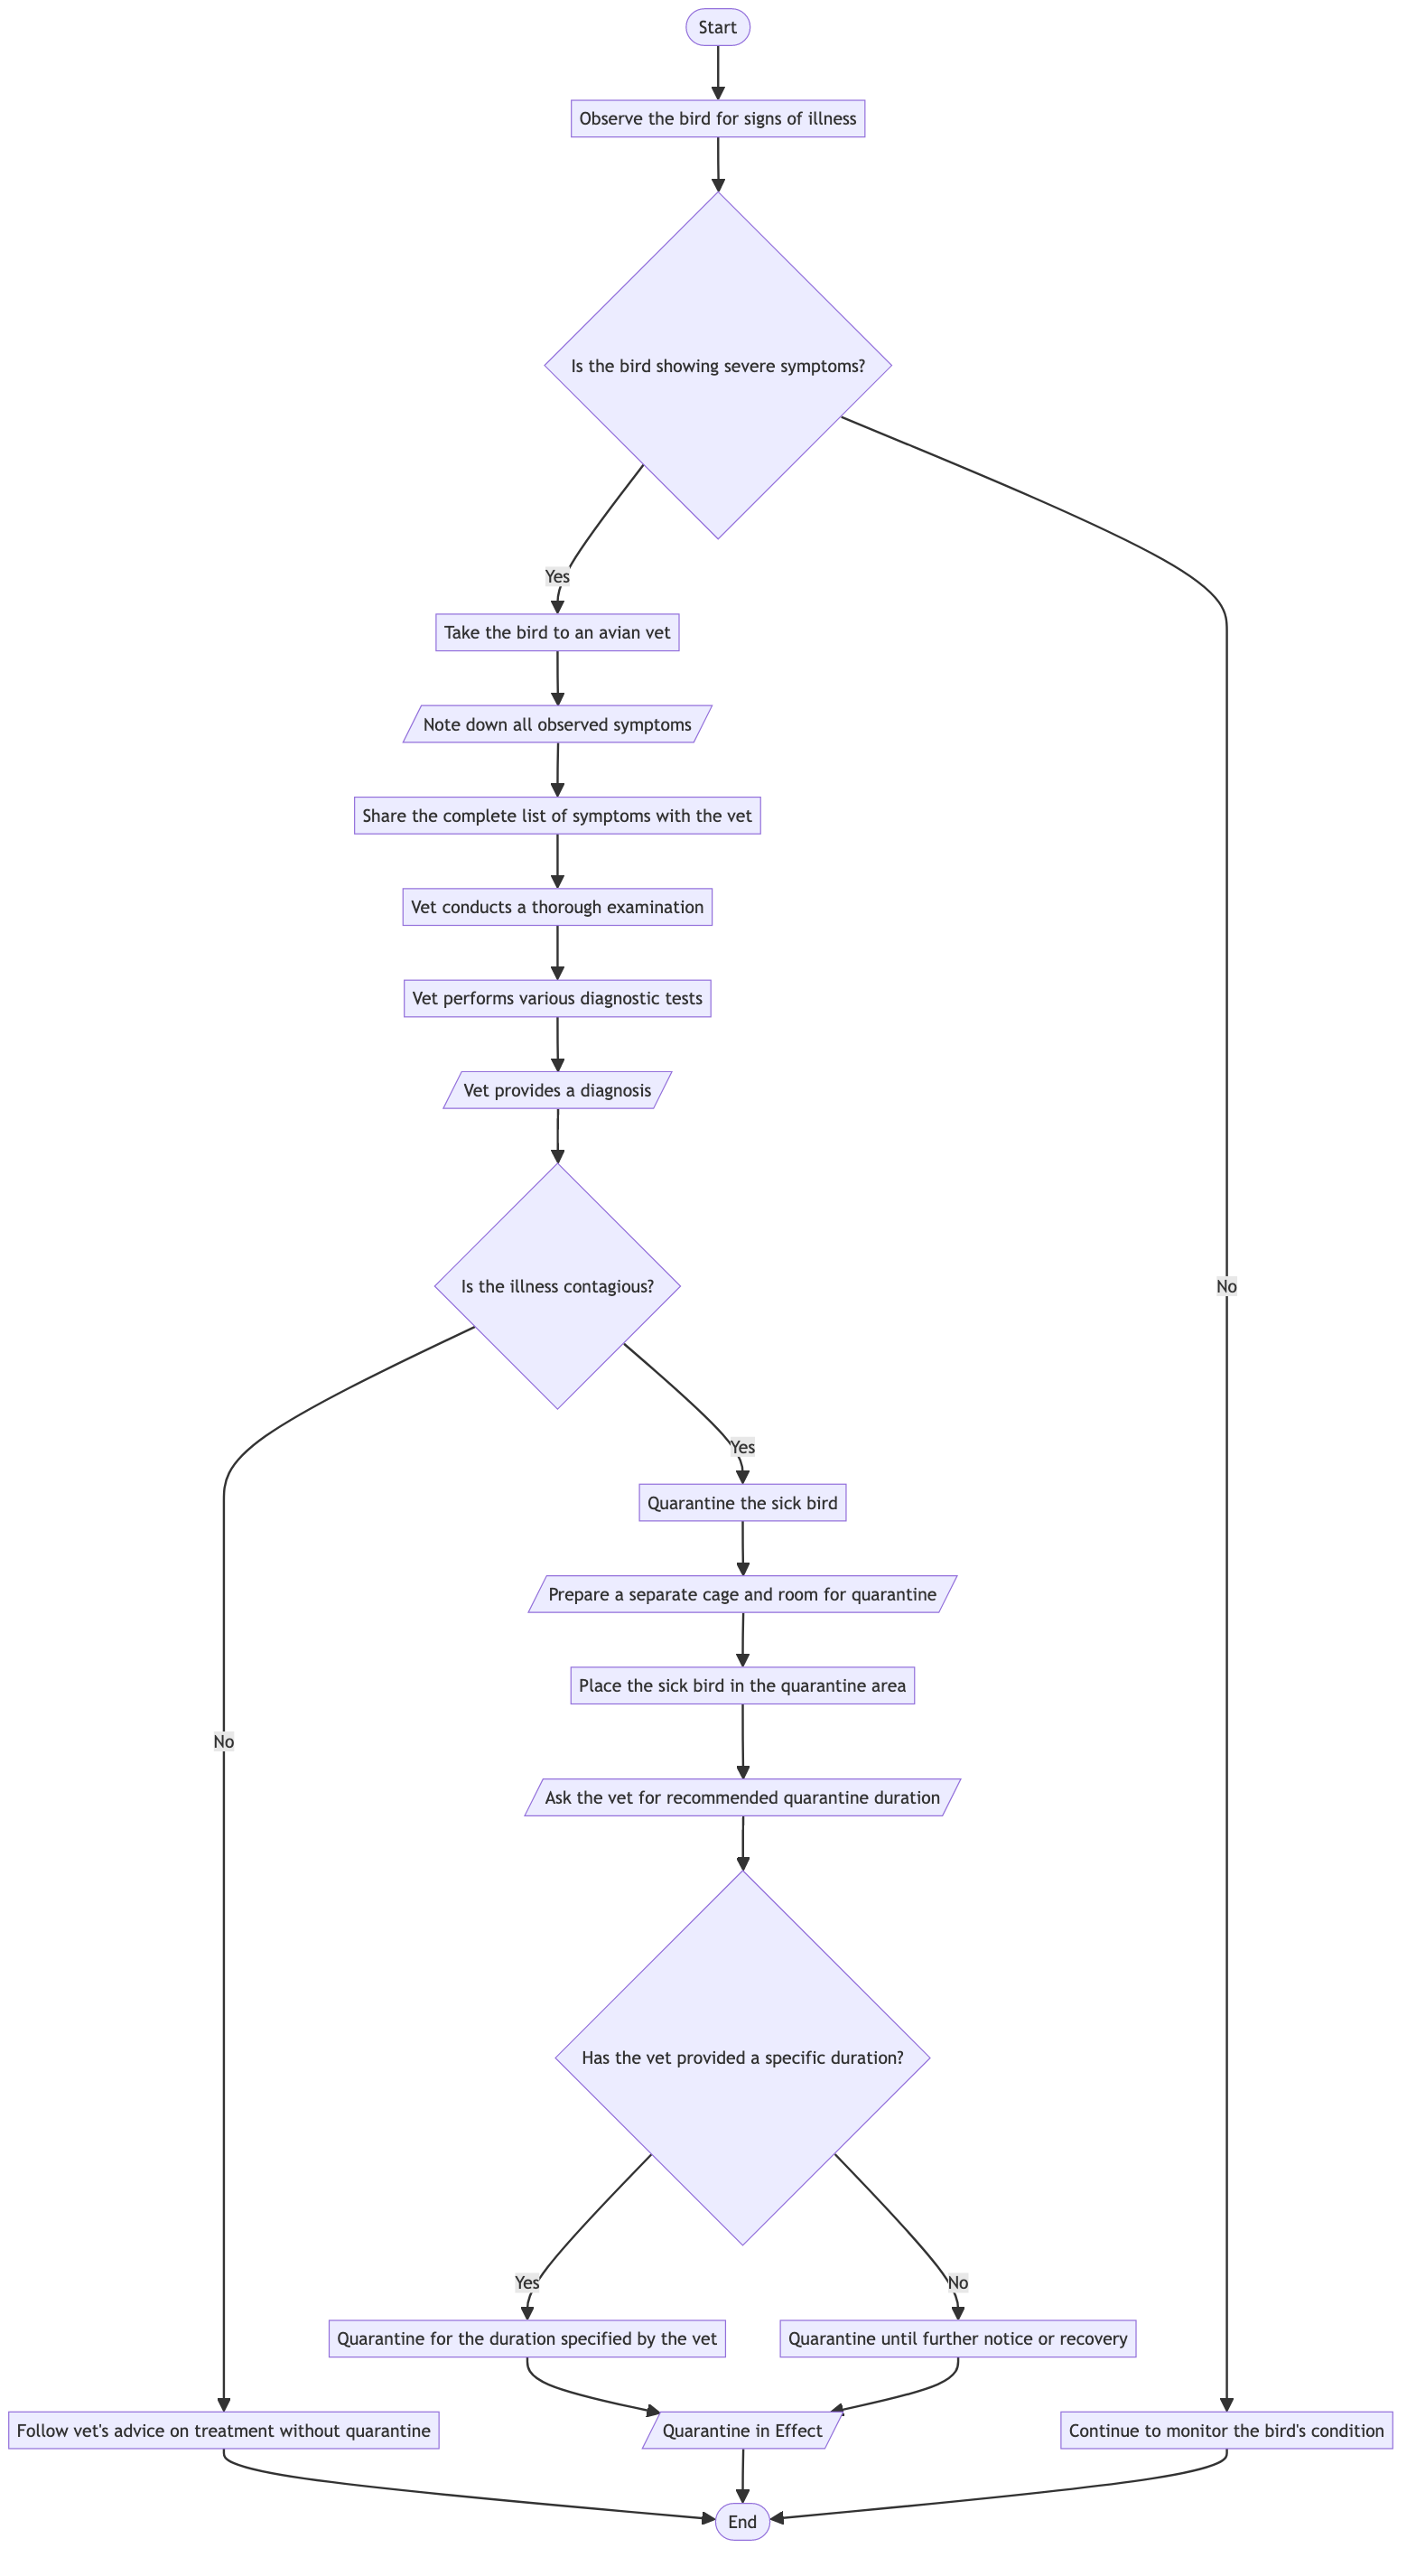 Start
Observe the bird for signs of illness
Is the bird showing severe symptoms?
Yes
Take the bird to an avian vet
Note down all observed symptoms
Share the complete list of symptoms with the vet
Vet conducts a thorough examination
Vet performs various diagnostic tests
Vet provides a diagnosis
Is the illness contagious?
No
Yes
Quarantine the sick bird
Prepare a separate cage and room for quarantine
Place the sick bird in the quarantine area
No
Ask the vet for recommended quarantine duration
Has the vet provided a specific duration?
Yes
No
Quarantine for the duration specified by the vet
Quarantine until further notice or recovery
Follow vet's advice on treatment without quarantine
Quarantine in Effect
Continue to monitor the bird's condition
End